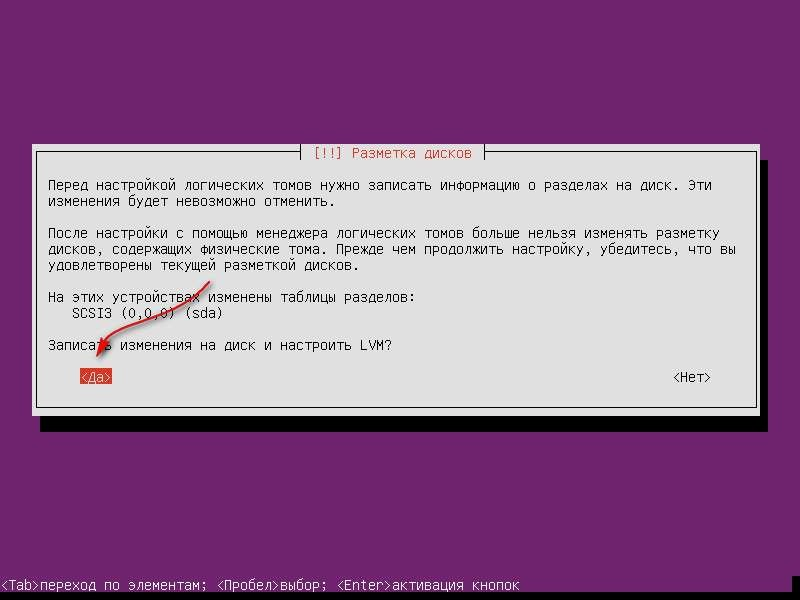 [!!] Разметка дисков
Перед настройкой логических томов нужно записать информацию о разделах на диск. Эти
изменения будет невозможно отменить.
После настройки с помощью менеджера логических томов больше нельзя изменять разметку
дисков, содержащих физические тома. Прежде чем продолжить настройку, убедитесь, что вы
удовлетворены текущей разметкой дисков.
На этих устройствах изменены таблицы разделов:
SCSI3 (0,0,0) (sda)
Записать изменения на диск и настроить LVM?
<Да> <Нет>
<Tab>переход по элементам; <Пробел>выбор; <Enter>активация кнопок